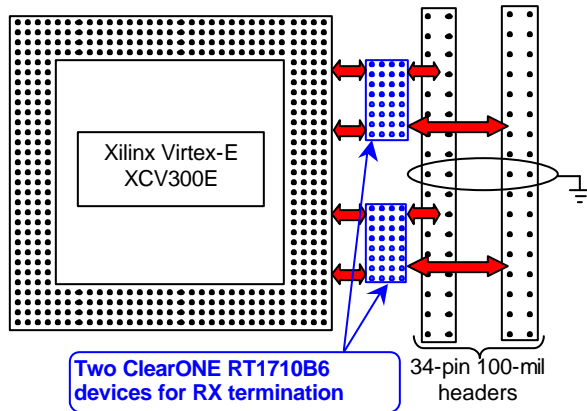 Xilinx Virtex-E
XCV300E
Two ClearONE RT1710B6
devices for RX termination
34-pin 100-mil
headers